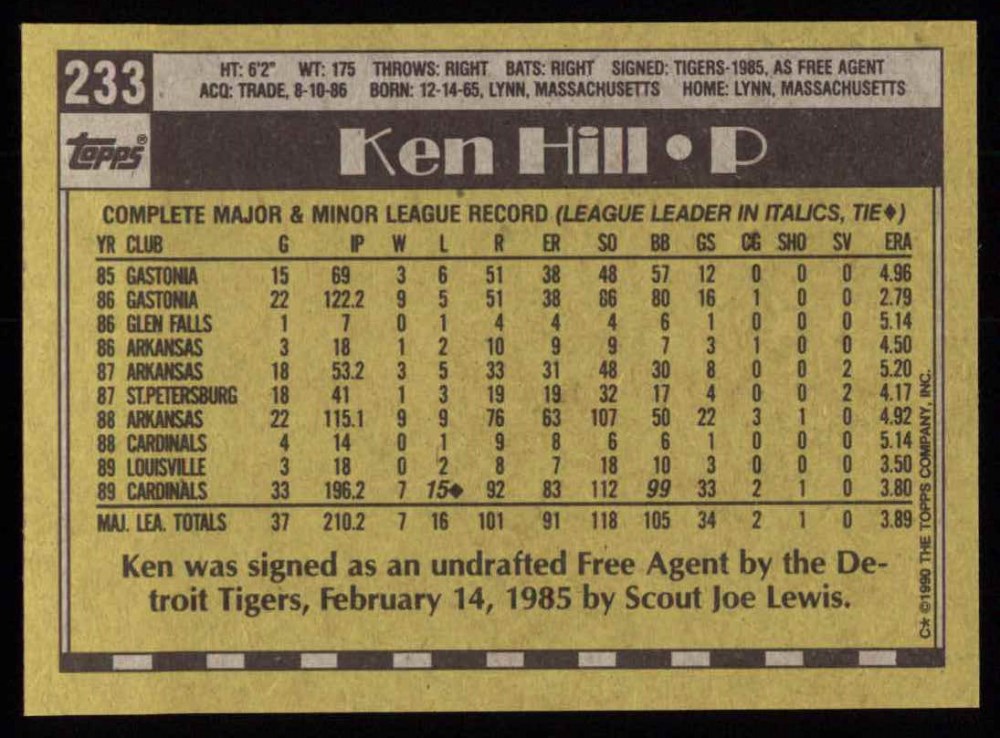 233
HT: 6'2" WT: 175 THROWS: RIGHT BATS: RIGHT SIGNED: TIGERS-1985, AS FREE AGENT
ACQ: TRADE, 8-10-86 BORN: 12-14-65, LYNN, MASSACHUSETTS HOME: LYNN, MASSACHUSETTS
topps®
Ken Hill • P
COMPLETE MAJOR & MINOR LEAGUE RECORD (LEAGUE LEADER IN ITALICS, TIE♦)
YR CLUB G IP W L R ER SO BB GS CG SHO SV ERA
85 GASTONIA 15 69 3 6 51 38 48 57 12 0 0 0 4.96
86 GASTONIA 22 122.2 9 5 51 38 86 80 16 1 0 0 2.79
86 GLEN FALLS 1 7 0 1 4 4 4 6 1 0 0 0 5.14
86 ARKANSAS 3 18 1 2 10 9 9 7 3 1 0 0 4.50
87 ARKANSAS 18 53.2 3 5 33 31 48 30 8 0 0 2 5.20
87 ST.PETERSBURG 18 41 1 3 19 19 32 17 4 0 0 2 4.17
88 ARKANSAS 22 115.1 9 9 76 63 107 50 22 3 1 0 4.92
88 CARDINALS 4 14 0 1 9 8 6 6 1 0 0 0 5.14
89 LOUISVILLE 3 18 0 2 8 7 18 10 3 0 0 0 3.50
89 CARDINALS 33 196.2 7 15♦ 92 83 112 99 33 2 1 0 3.80
MAJ. LEA. TOTALS 37 210.2 7 16 101 91 118 105 34 2 1 0 3.89
Ken was signed as an undrafted Free Agent by the De-
troit Tigers, February 14, 1985 by Scout Joe Lewis.
C* ©1990 THE TOPPS COMPANY, INC.